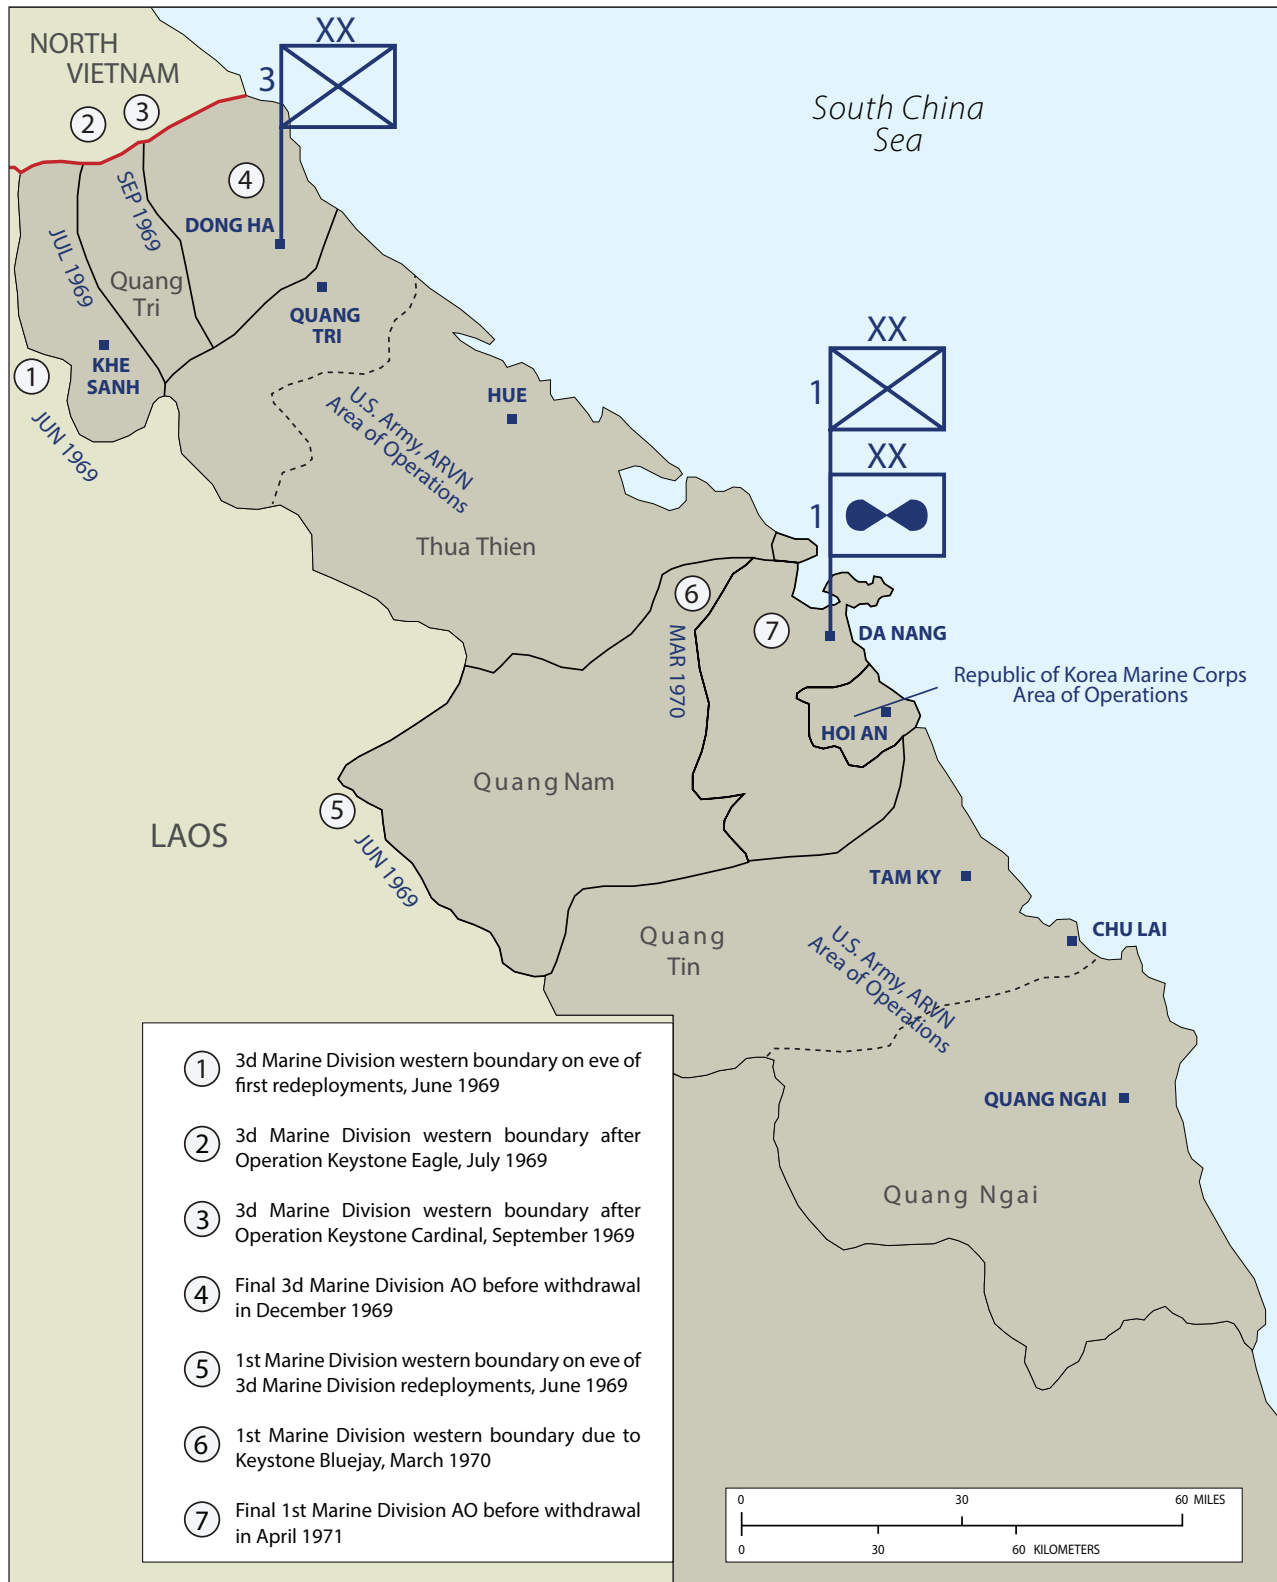 NORTH
VIETNAM
XX
3
2
3
4
South China
Sea
DONG HA
SEP 1969
JUL 1969
Quang
Tri
QUANG
TRI
KHE
SANH
1
JUN 1969
U.S. Army, ARVN
Area of Operations
HUE
XX
1
XX
1
Thua Thien
6
MAR 1970
7
DA NANG
Republic of Korea Marine Corps
Area of Operations
HOI AN
Quang Nam
5
JUN 1969
LAOS
TAM KY
CHU LAI
Quang
Tin
U.S. Army, ARVN
Area of Operations
QUANG NGAI
Quang Ngai
1 3d Marine Division western boundary on eve of
first redeployments, June 1969
2 3d Marine Division western boundary after
Operation Keystone Eagle, July 1969
3 3d Marine Division western boundary after
Operation Keystone Cardinal, September 1969
4 Final 3d Marine Division AO before withdrawal
in December 1969
5 1st Marine Division western boundary on eve of
3d Marine Division redeployments, June 1969
6 1st Marine Division western boundary due to
Keystone Bluejay, March 1970
7 Final 1st Marine Division AO before withdrawal
in April 1971
0 30 60 MILES
0 30 60 KILOMETERS